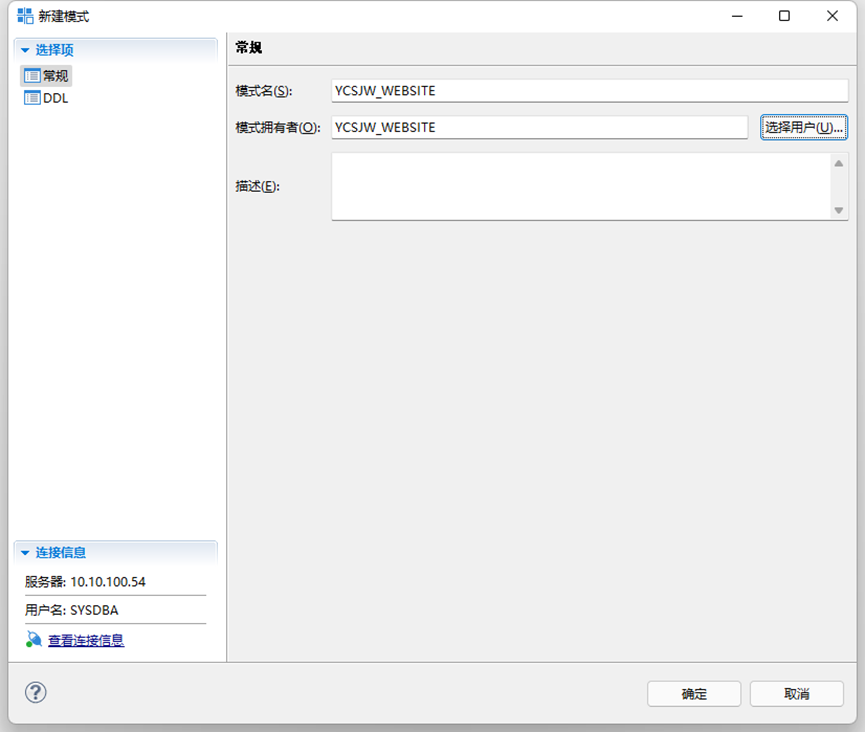 新建模式
选择项
常规
DDL
常规
模式名(S):
YCSJW_WEBSITE
模式拥有者(O):
YCSJW_WEBSITE
选择用户(U)...
描述(E):
连接信息
服务器: 10.10.100.54
用户名: SYSDBA
查看连接信息
?
确定
取消